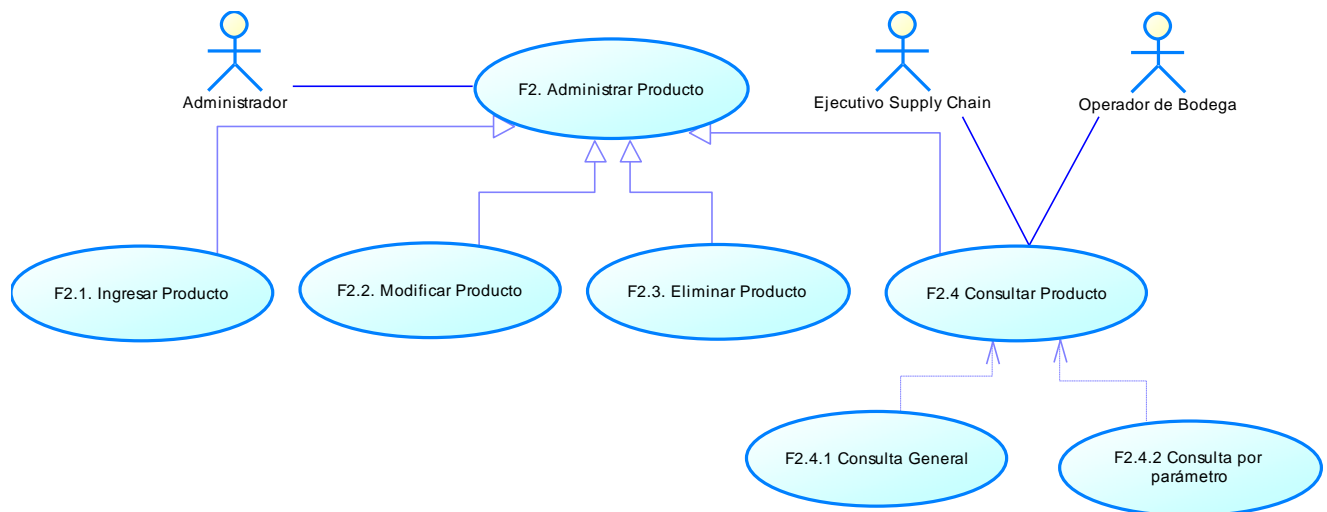 F2. Administrar Producto
Administrador
Ejecutivo Supply Chain
Operador de Bodega
F2.1. Ingresar Producto
F2.2. Modificar Producto
F2.3. Eliminar Producto
F2.4 Consultar Producto
F2.4.1 Consulta General
F2.4.2 Consulta por
parámetro